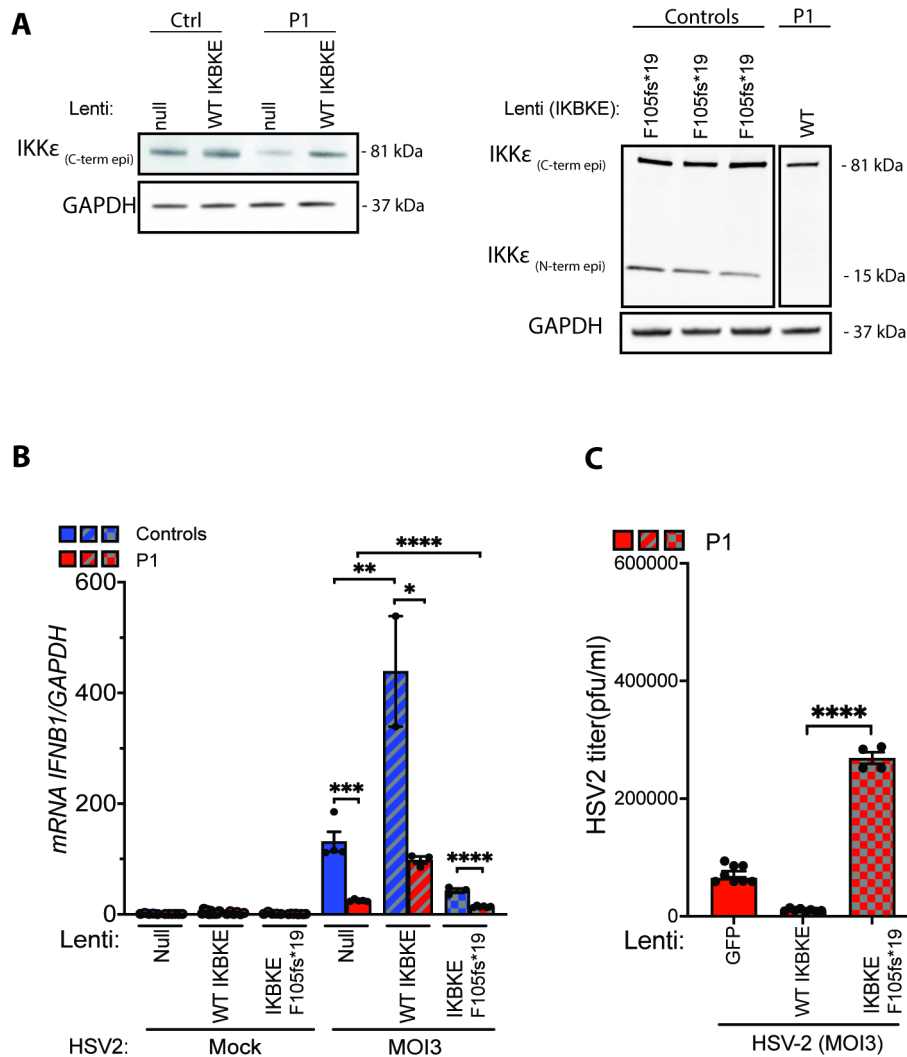 A
Ctrl P1
Lenti: null WT IKBKE null WT IKBKE
IKKε (C-term epi) - 81 kDa
GAPDH - 37 kDa
Controls P1
Lenti (IKBKE): F105fs*19 F105fs*19 F105fs*19 WT
IKKε (C-term epi) - 81 kDa
IKKε (N-term epi) - 15 kDa
GAPDH - 37 kDa
B
Controls
P1
mRNA IFNB1/GAPDH
600
400
200
0
****
**
*
***
****
Lenti: Null WT IKBKE IKBKE F105fs*19 Null WT IKBKE IKBKE F105fs*19
HSV2: Mock MOI3
C
P1
HSV2 titer(pfu/ml)
600000
400000
200000
0
****
Lenti: GFP WT IKBKE IKBKE F105fs*19
HSV-2 (MOI3)